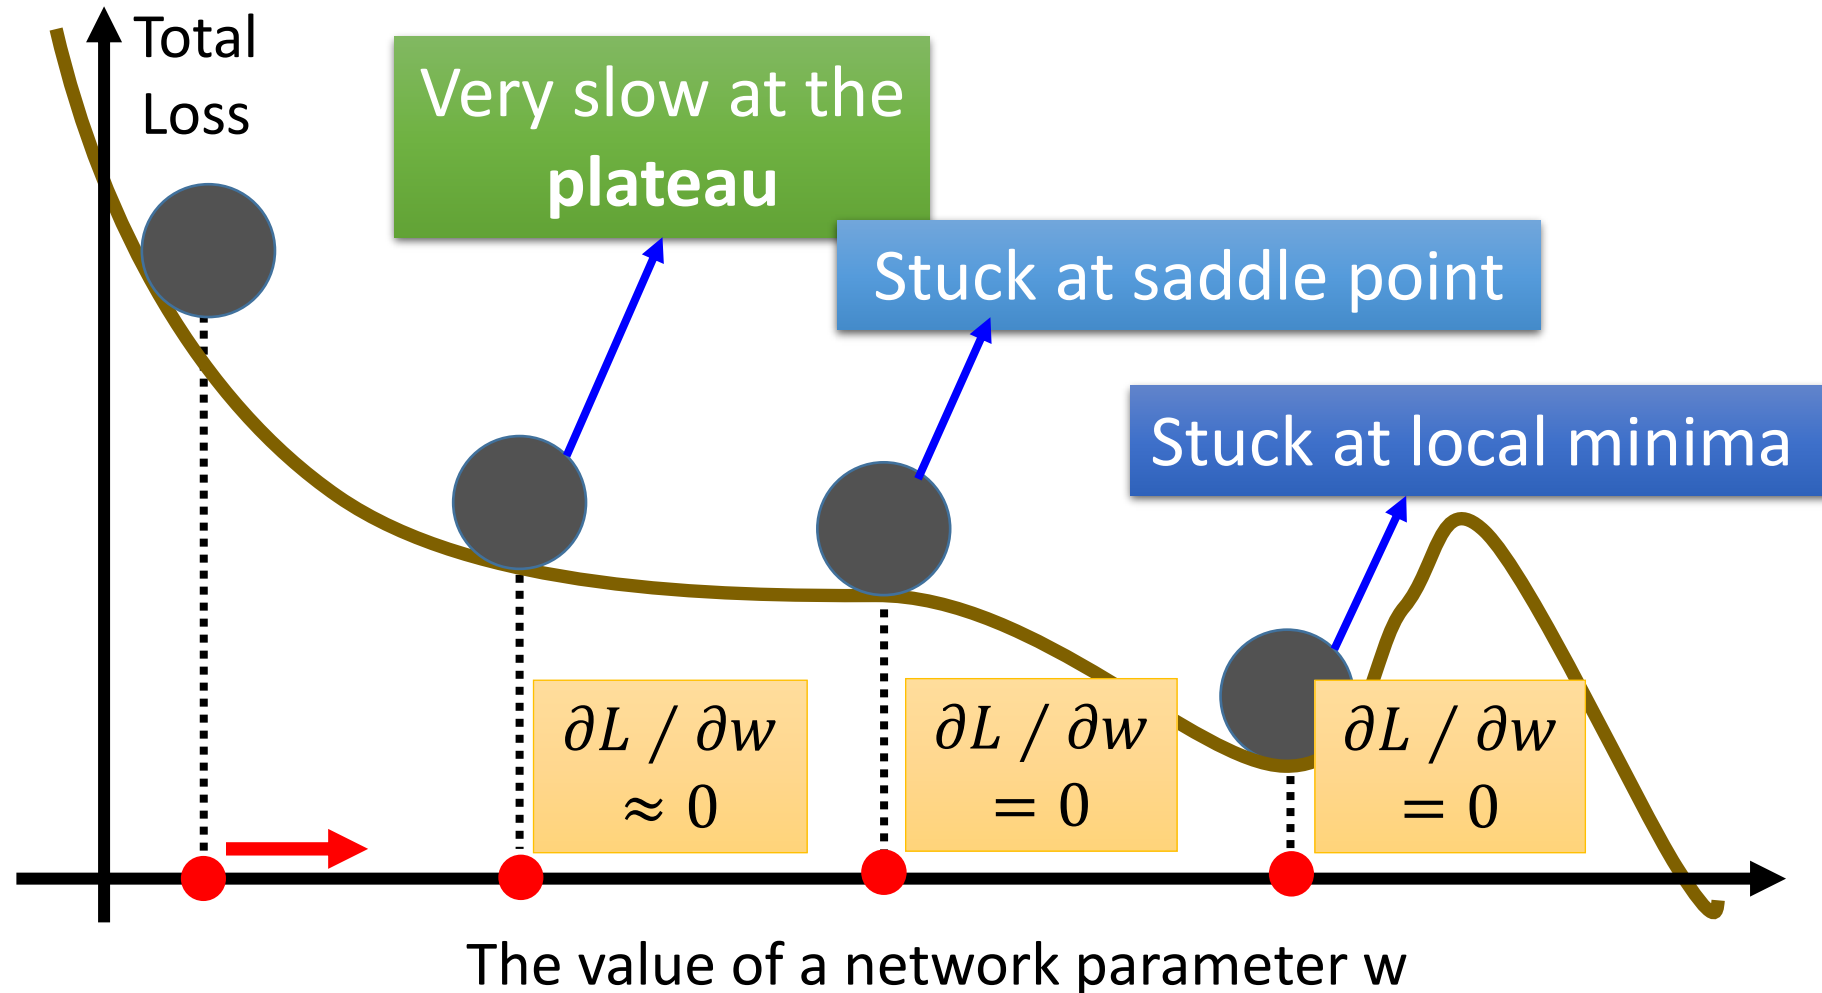 Total
Loss
Very slow at the
plateau
Stuck at saddle point
Stuck at local minima
∂L / ∂w
≈ 0
∂L / ∂w
= 0
∂L / ∂w
= 0
The value of a network parameter w